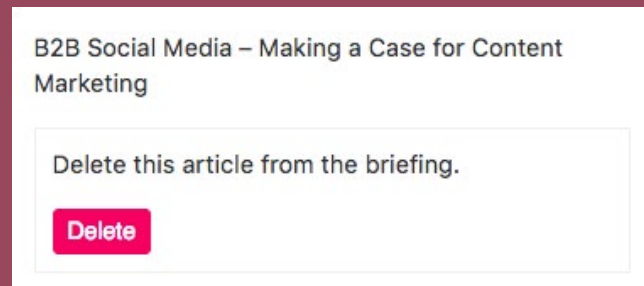 B2B Social Media – Making a Case for Content
Marketing
Delete this article from the briefing.
Delete